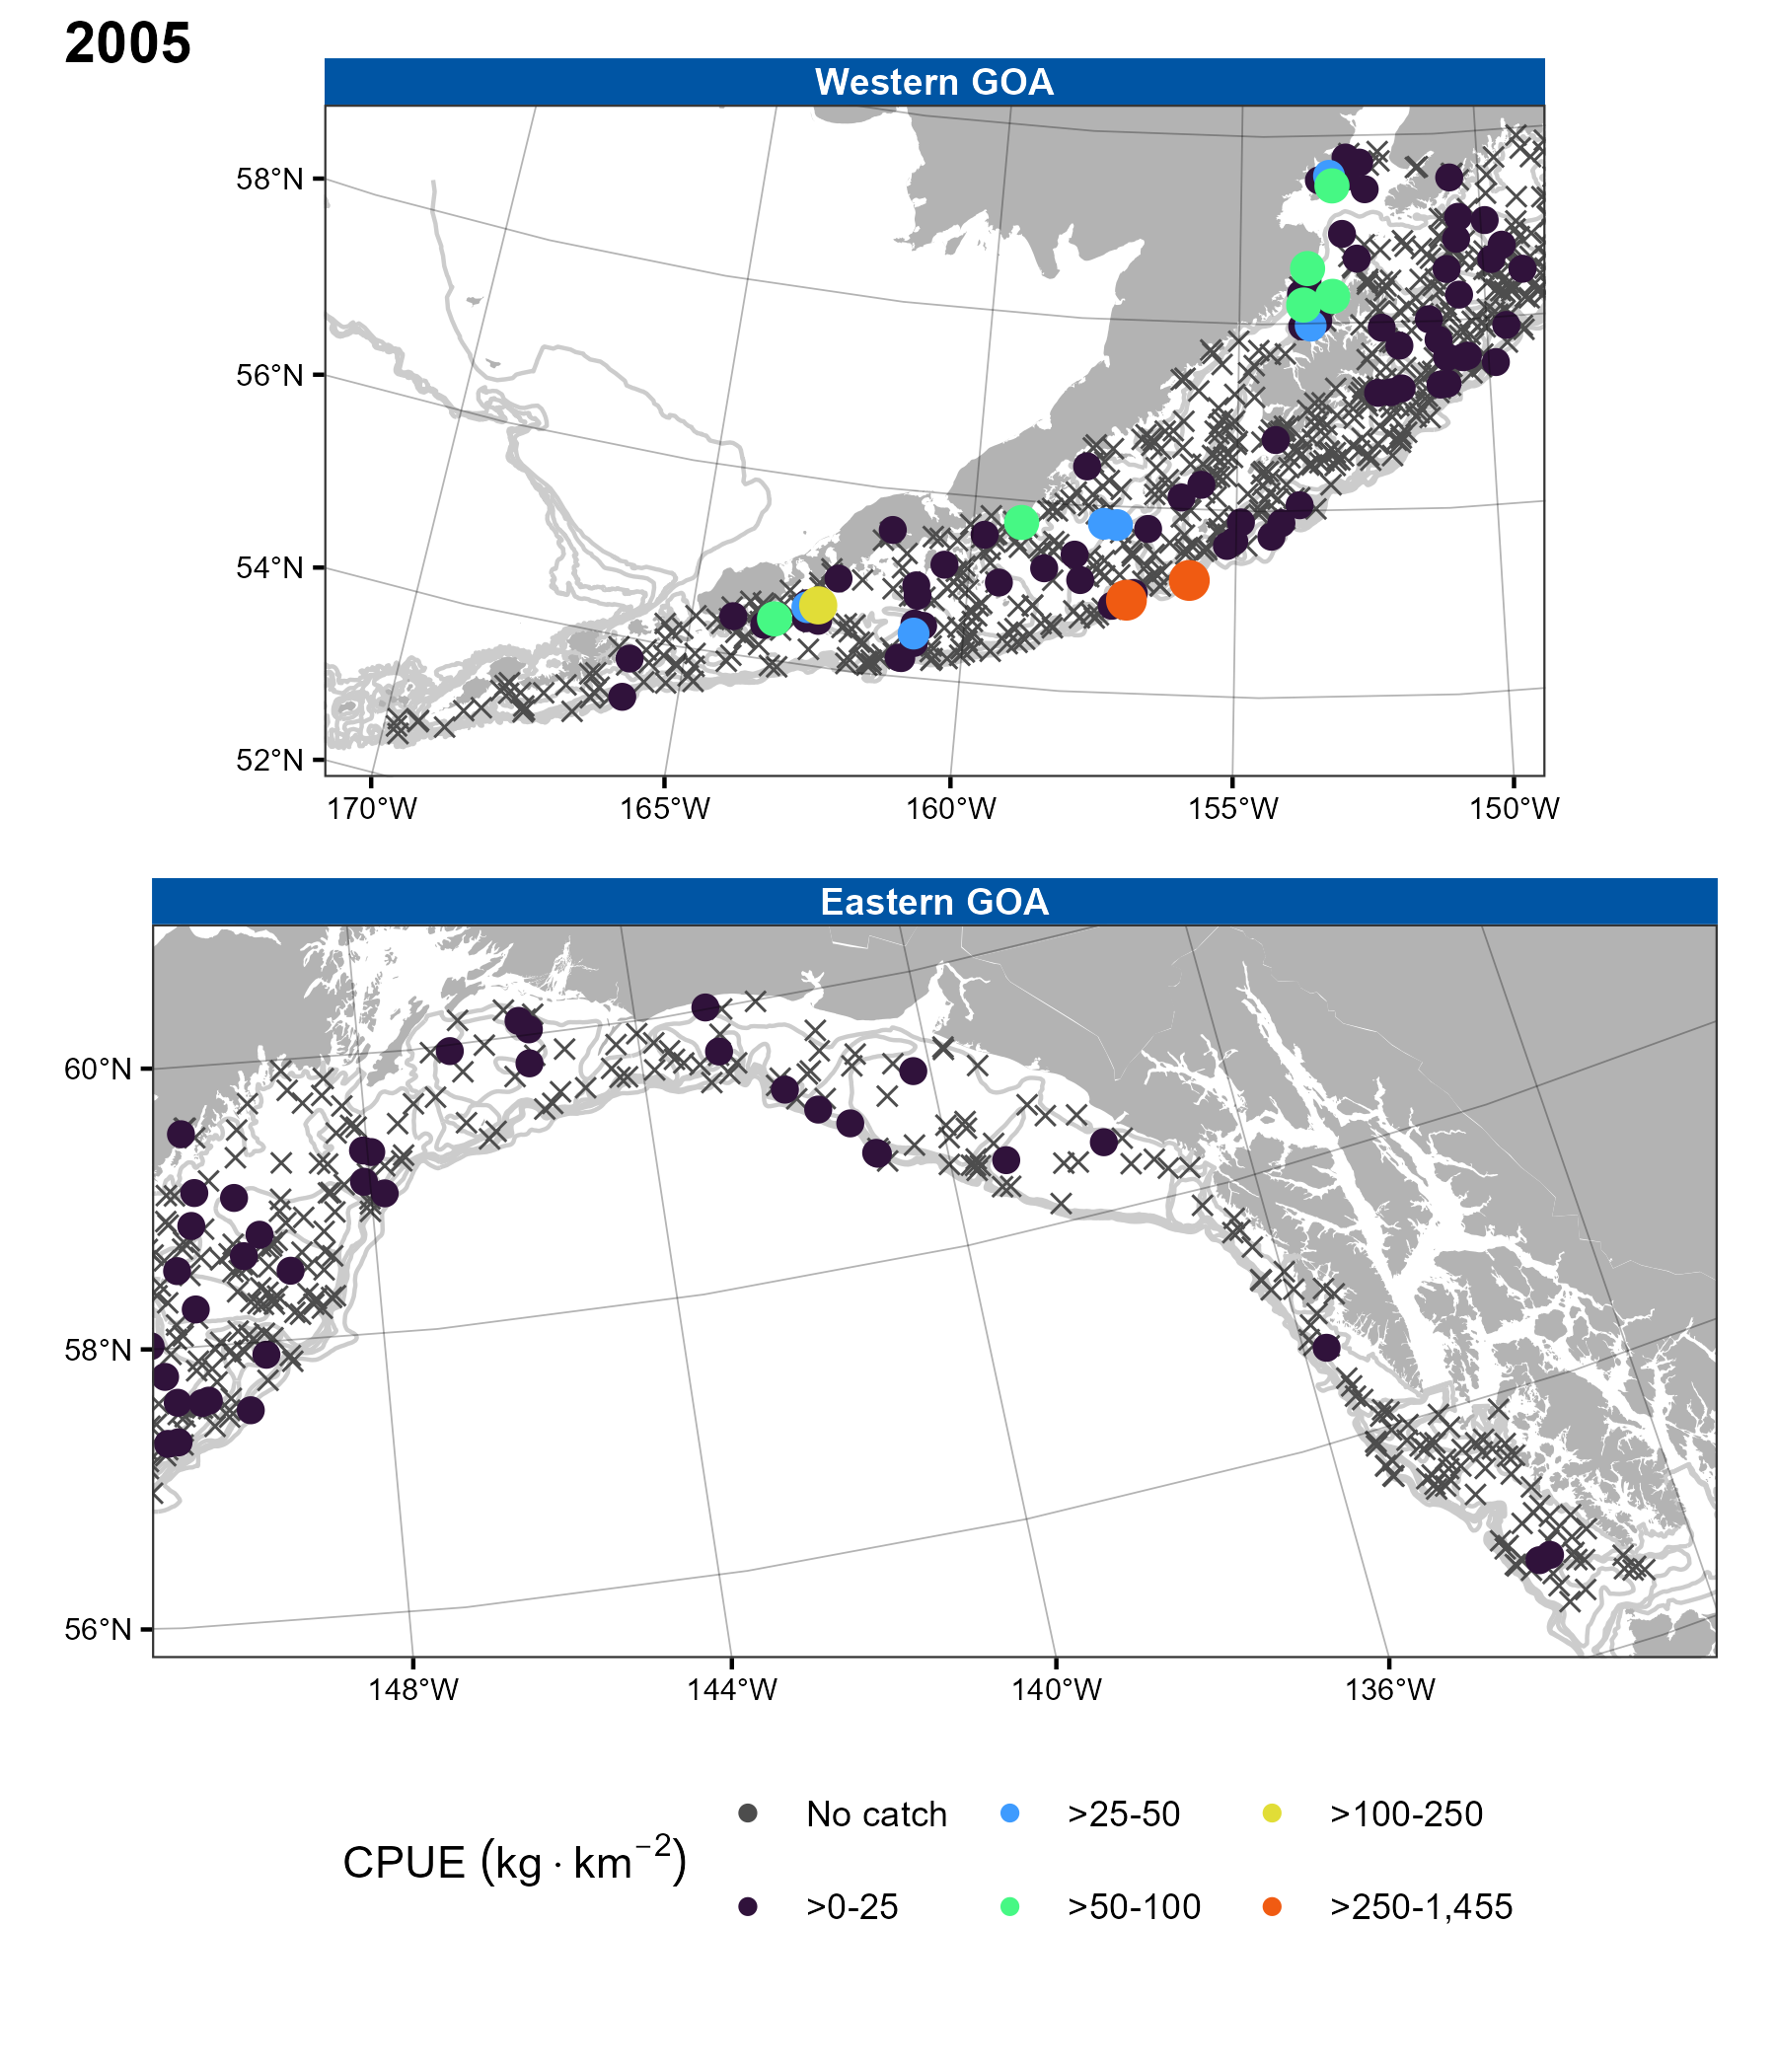 2005
Western GOA
58°N
56°N
54°N
52°N
170°W 165°W 160°W 155°W 150°W
Eastern GOA
60°N
58°N
56°N
148°W 144°W 140°W 136°W
CPUE (kg · km⁻²)
No catch >25-50 >100-250
>0-25 >50-100 >250-1,455